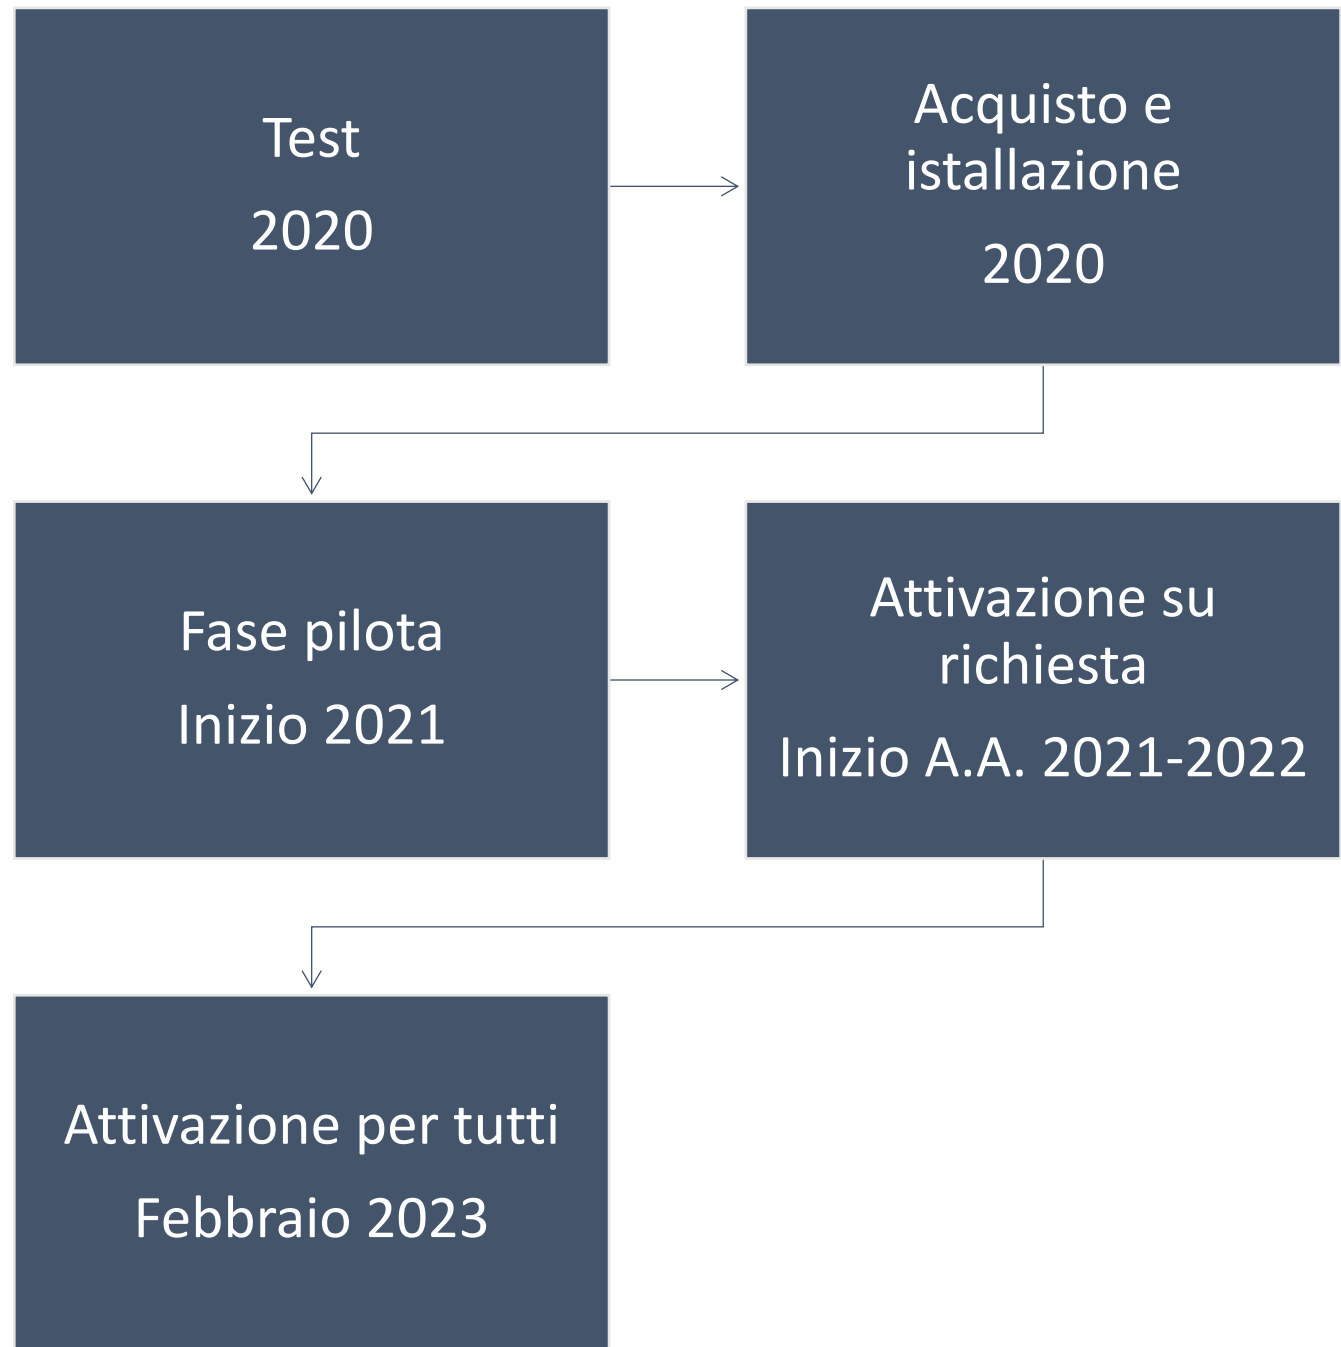 Test
2020
Acquisto e
istallazione
2020
Fase pilota
Inizio 2021
Attivazione su
richiesta
Inizio A.A. 2021-2022
Attivazione per tutti
Febbraio 2023